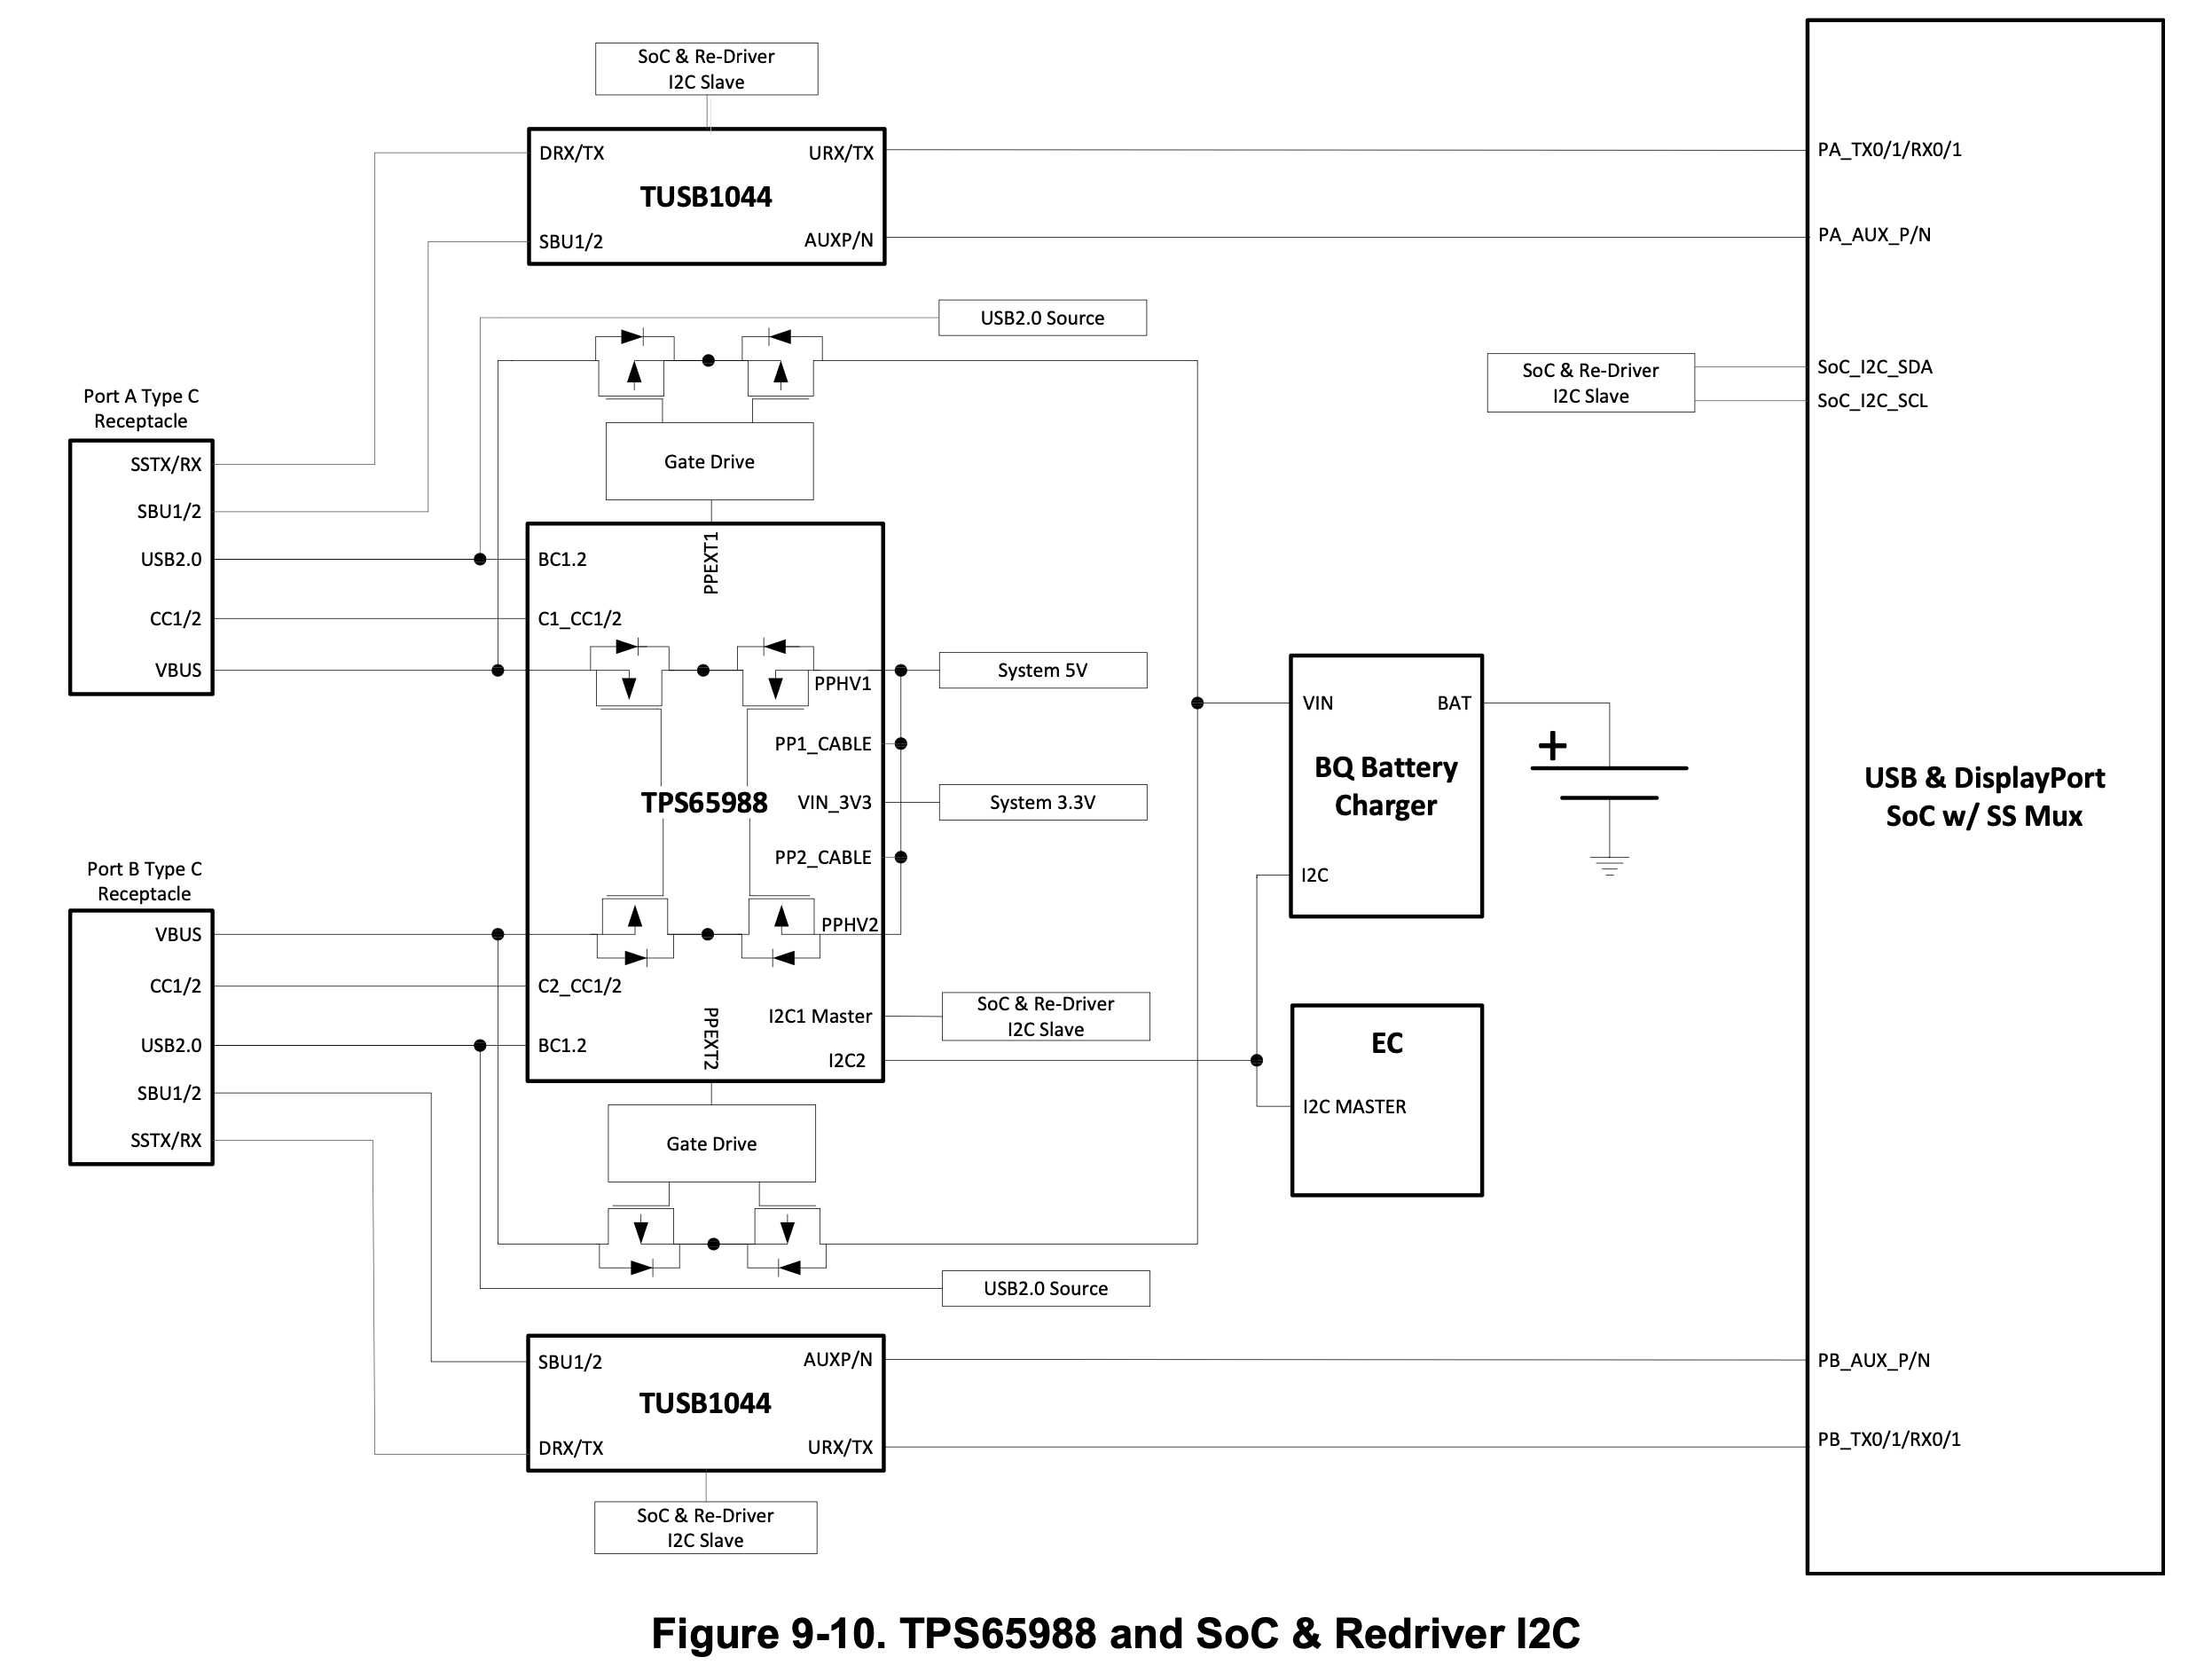 SoC & Re-Driver
I2C Slave
DRX/TX
URX/TX
TUSB1044
SBU1/2
AUXP/N
PA_TX0/1/RX0/1
PA_AUX_P/N
USB2.0 Source
SoC & Re-Driver
I2C Slave
SoC_I2C_SDA
SoC_I2C_SCL
Port A Type C
Receptacle
SSTX/RX
SBU1/2
USB2.0
CC1/2
VBUS
Gate Drive
PPEXT1
BC1.2
C1_CC1/2
PPHV1
System 5V
PP1_CABLE
TPS65988
VIN_3V3
System 3.3V
PP2_CABLE
PPHV2
C2_CC1/2
PPEXT2
I2C1 Master
SoC & Re-Driver
I2C Slave
BC1.2
I2C2
VIN
BAT
+
BQ Battery
Charger
I2C
EC
I2C MASTER
USB & DisplayPort
SoC w/ SS Mux
Port B Type C
Receptacle
VBUS
CC1/2
USB2.0
SBU1/2
SSTX/RX
Gate Drive
USB2.0 Source
SBU1/2
AUXP/N
TUSB1044
DRX/TX
URX/TX
PB_AUX_P/N
PB_TX0/1/RX0/1
SoC & Re-Driver
I2C Slave
Figure 9-10. TPS65988 and SoC & Redriver I2C